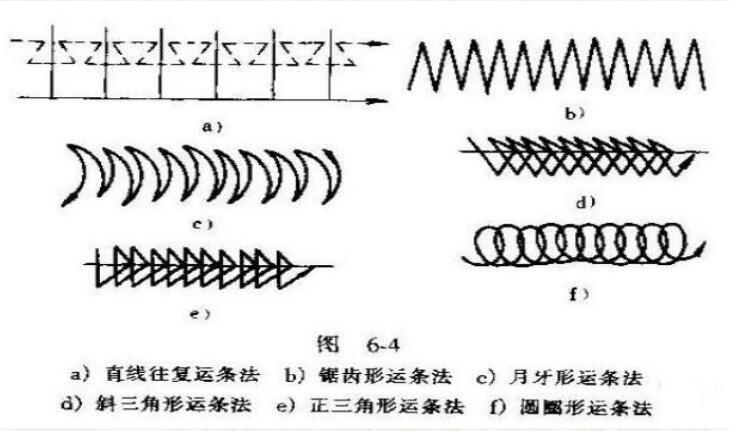 a）
b）
c）
d）
e）
f）
图 6-4
a）直线往复运条法 b）锯齿形运条法 c）月牙形运条法
d）斜三角形运条法 e）正三角形运条法 f）圆圈形运条法